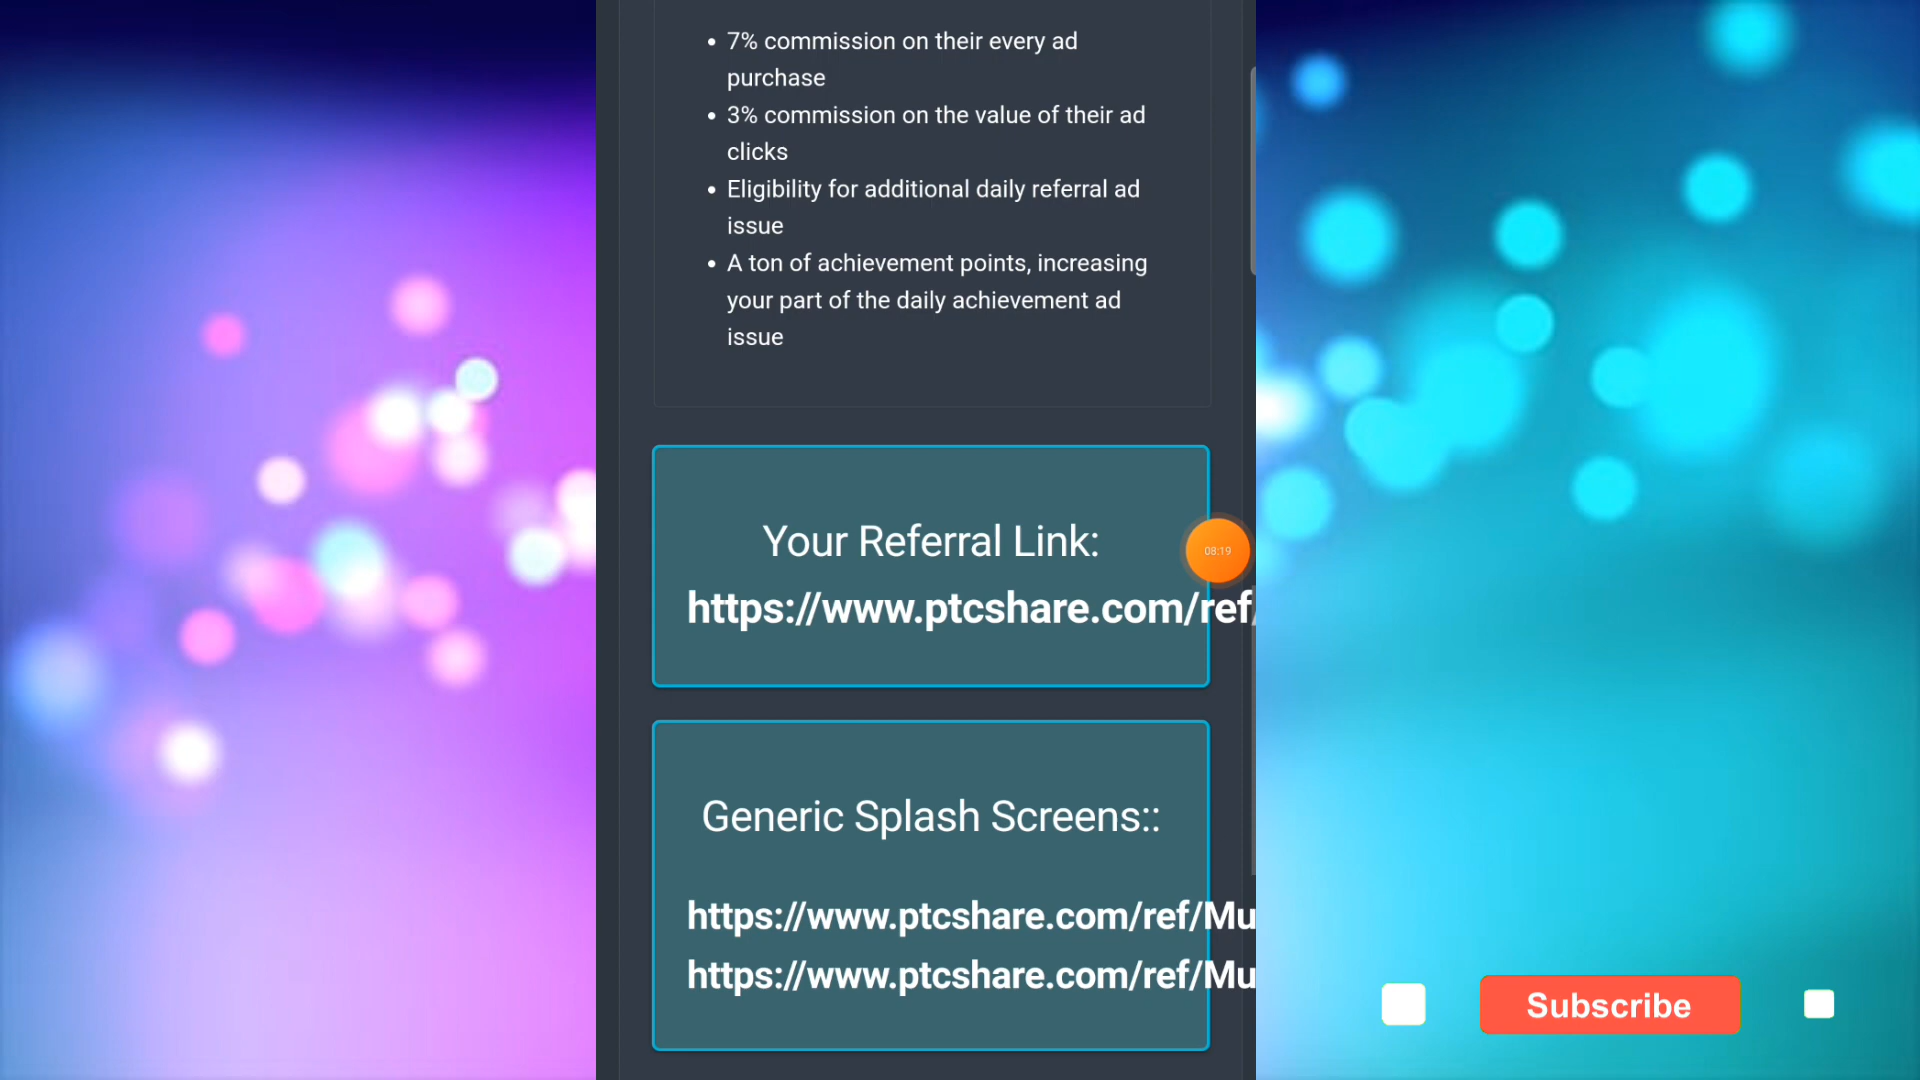 • 7% commission on their every ad
purchase
• 3% commission on the value of their ad
clicks
• Eligibility for additional daily referral ad
issue
• A ton of achievement points, increasing
your part of the daily achievement ad
issue
Your Referral Link:
08:19
https://www.ptcshare.com/ref/
Generic Splash Screens::
https://www.ptcshare.com/ref/Mu
https://www.ptcshare.com/ref/Mu
Subscribe